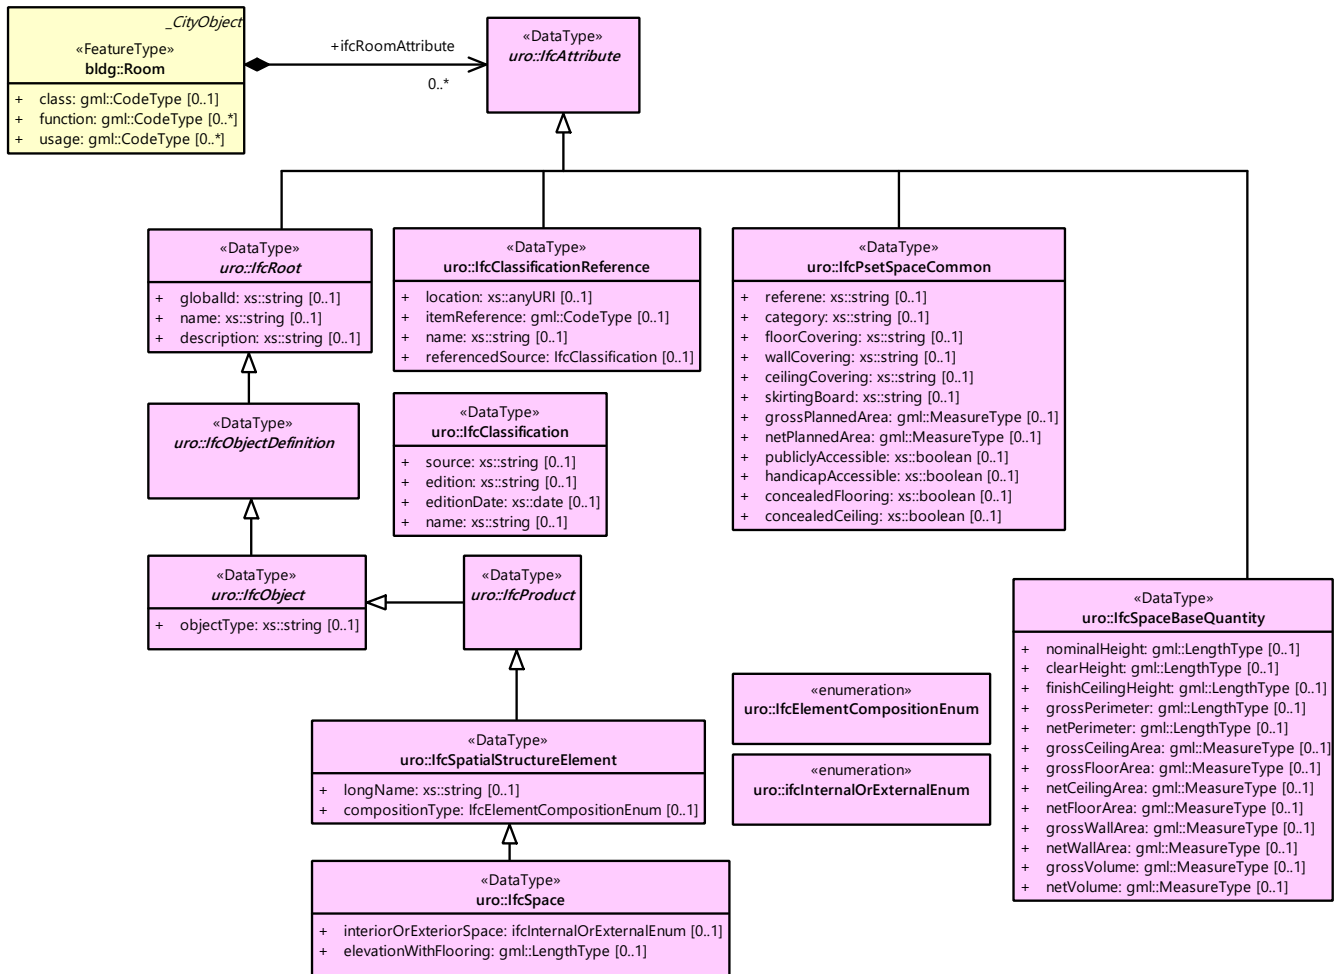 _CityObject
«FeatureType»
bldg::Room
+ class: gml::CodeType [0..1]
+ function: gml::CodeType [0..*]
+ usage: gml::CodeType [0..*]
+ifcRoomAttribute
0..*
«DataType»
uro::IfcAttribute
«DataType»
uro::IfcRoot
+ globalId: xs::string [0..1]
+ name: xs::string [0..1]
+ description: xs::string [0..1]
«DataType»
uro::IfcClassificationReference
+ location: xs::anyURI [0..1]
+ itemReference: gml::CodeType [0..1]
+ name: xs::string [0..1]
+ referencedSource: IfcClassification [0..1]
«DataType»
uro::IfcPsetSpaceCommon
+ referene: xs::string [0..1]
+ category: xs::string [0..1]
+ floorCovering: xs::string [0..1]
+ wallCovering: xs::string [0..1]
+ ceilingCovering: xs::string [0..1]
+ skirtingBoard: xs::string [0..1]
+ grossPlannedArea: gml::MeasureType [0..1]
+ netPlannedArea: gml::MeasureType [0..1]
+ publiclyAccessible: xs::boolean [0..1]
+ handicapAccessible: xs::boolean [0..1]
+ concealedFlooring: xs::boolean [0..1]
+ concealedCeiling: xs::boolean [0..1]
«DataType»
uro::IfcObjectDefinition
«DataType»
uro::IfcClassification
+ source: xs::string [0..1]
+ edition: xs::string [0..1]
+ editionDate: xs::date [0..1]
+ name: xs::string [0..1]
«DataType»
uro::IfcObject
+ objectType: xs::string [0..1]
«DataType»
uro::IfcProduct
«DataType»
uro::IfcSpaceBaseQuantity
+ nominalHeight: gml::LengthType [0..1]
+ clearHeight: gml::LengthType [0..1]
+ finishCeilingHeight: gml::LengthType [0..1]
+ grossPerimeter: gml::LengthType [0..1]
+ netPerimeter: gml::LengthType [0..1]
+ grossCeilingArea: gml::MeasureType [0..1]
+ grossFloorArea: gml::MeasureType [0..1]
+ netCeilingArea: gml::MeasureType [0..1]
+ netFloorArea: gml::MeasureType [0..1]
+ grossWallArea: gml::MeasureType [0..1]
+ netWallArea: gml::MeasureType [0..1]
+ grossVolume: gml::MeasureType [0..1]
+ netVolume: gml::MeasureType [0..1]
«enumeration»
uro::IfcElementCompositionEnum
«enumeration»
uro::ifcInternalOrExternalEnum
«DataType»
uro::IfcSpatialStructureElement
+ longName: xs::string [0..1]
+ compositionType: IfcElementCompositionEnum [0..1]
«DataType»
uro::IfcSpace
+ interiorOrExteriorSpace: ifcInternalOrExternalEnum [0..1]
+ elevationWithFlooring: gml::LengthType [0..1]